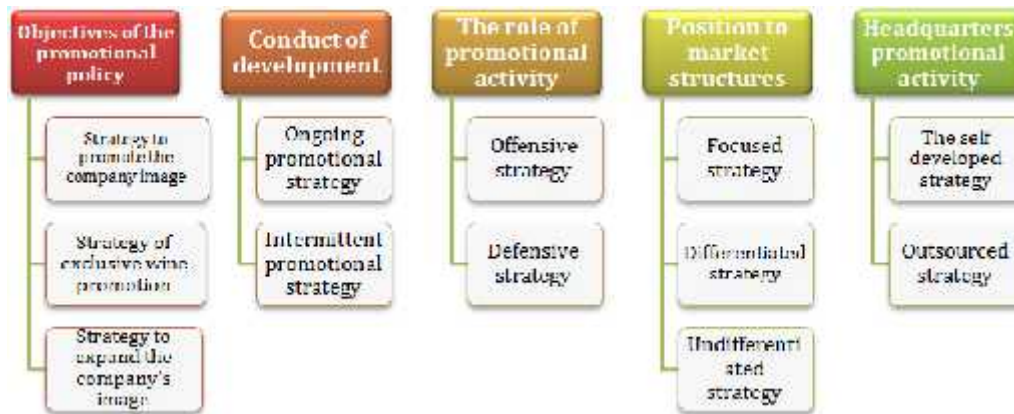 Objectives of the
promotional
policy
Strategy to
promote the
company image
Strategy of
exclusive wine
promotion
Strategy to
expand the
company's
image
Conduct of
development
Ongoing
promotional
strategy
Intermittent
promotional
strategy
The role of
promotional
activity
Offensive
strategy
Defensive
strategy
Position to
market
structures
Focused
strategy
Differentiated
strategy
Undifferenti
ated
strategy
Headquarters
promotional
activity
The self
developed
strategy
Outsourced
strategy